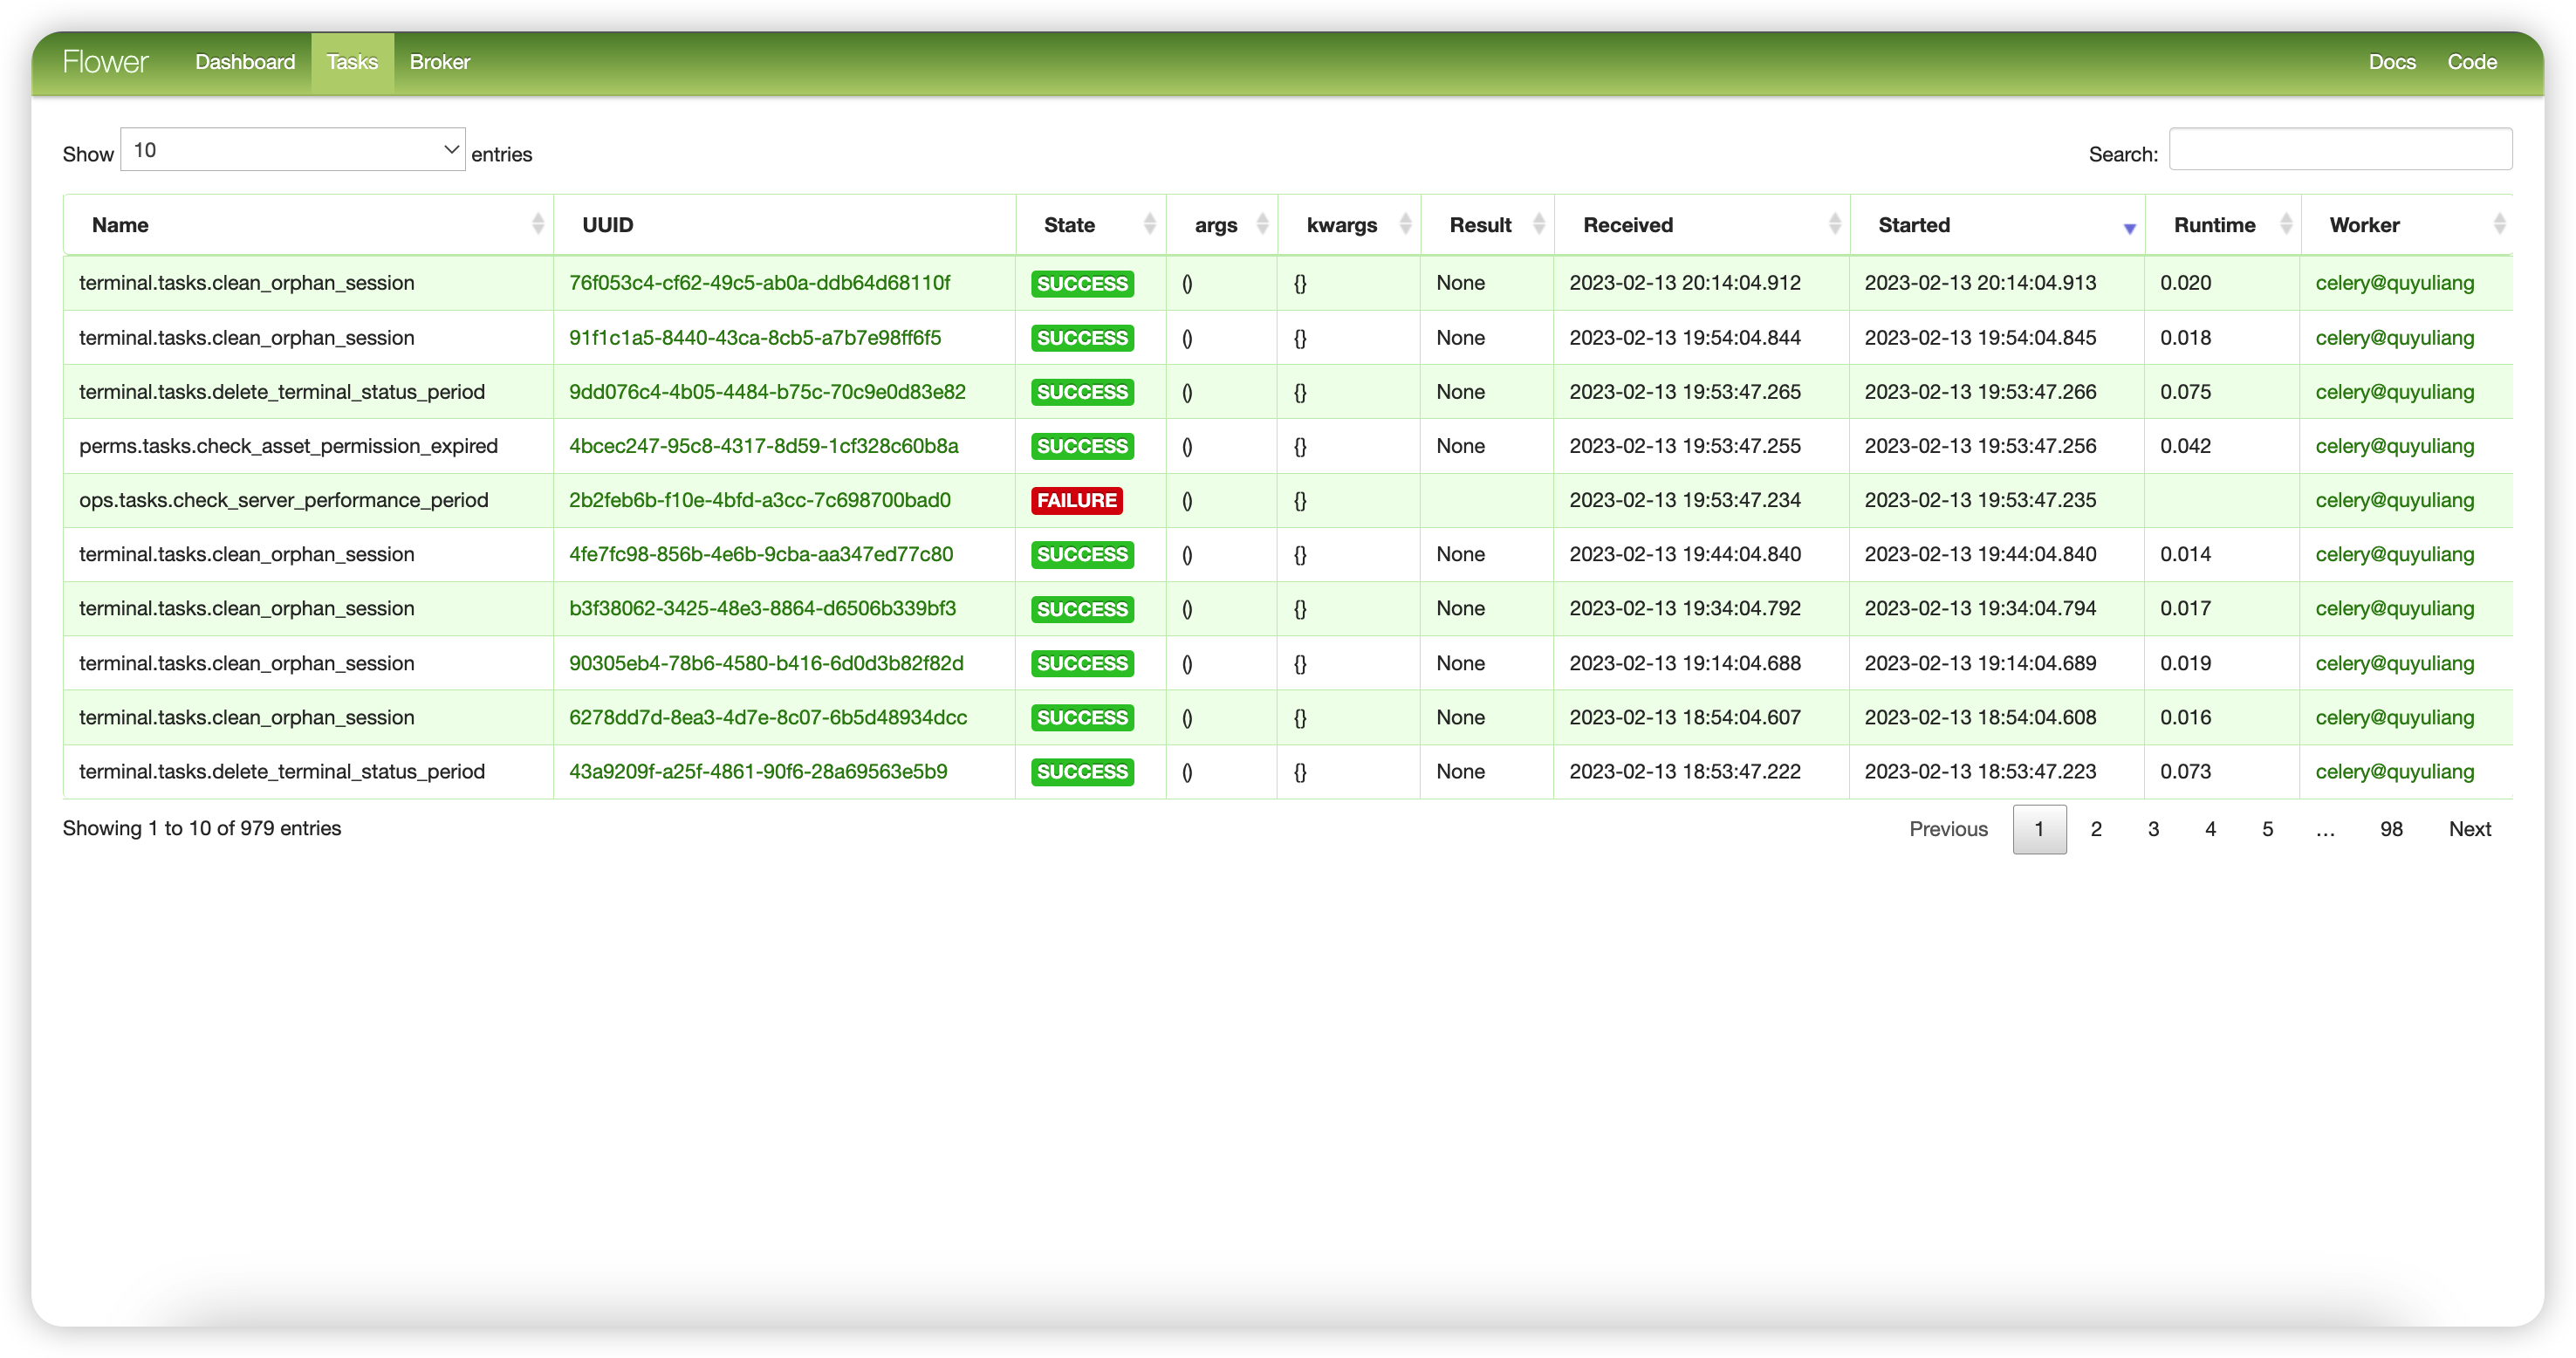 Flower Dashboard Tasks Broker Docs Code
Show 10 entries Search:
Name UUID State args kwargs Result Received Started Runtime Worker
terminal.tasks.clean_orphan_session 76f053c4-cf62-49c5-ab0a-ddb64d68110f SUCCESS () {} None 2023-02-13 20:14:04.912 2023-02-13 20:14:04.913 0.020 celery@quyuliang
terminal.tasks.clean_orphan_session 91f1c1a5-8440-43ca-8cb5-a7b7e98ff6f5 SUCCESS () {} None 2023-02-13 19:54:04.844 2023-02-13 19:54:04.845 0.018 celery@quyuliang
terminal.tasks.delete_terminal_status_period 9dd076c4-4b05-4484-b75c-70c9e0d83e82 SUCCESS () {} None 2023-02-13 19:53:47.265 2023-02-13 19:53:47.266 0.075 celery@quyuliang
perms.tasks.check_asset_permission_expired 4bcec247-95c8-4317-8d59-1cf328c60b8a SUCCESS () {} None 2023-02-13 19:53:47.255 2023-02-13 19:53:47.256 0.042 celery@quyuliang
ops.tasks.check_server_performance_period 2b2feb6b-f10e-4bfd-a3cc-7c698700bad0 FAILURE () {} 2023-02-13 19:53:47.234 2023-02-13 19:53:47.235 celery@quyuliang
terminal.tasks.clean_orphan_session 4fe7fc98-856b-4e6b-9cba-aa347ed77c80 SUCCESS () {} None 2023-02-13 19:44:04.840 2023-02-13 19:44:04.840 0.014 celery@quyuliang
terminal.tasks.clean_orphan_session b3f38062-3425-48e3-8864-d6506b339bf3 SUCCESS () {} None 2023-02-13 19:34:04.792 2023-02-13 19:34:04.794 0.017 celery@quyuliang
terminal.tasks.clean_orphan_session 90305eb4-78b6-4580-b416-6d0d3b82f82d SUCCESS () {} None 2023-02-13 19:14:04.688 2023-02-13 19:14:04.689 0.019 celery@quyuliang
terminal.tasks.clean_orphan_session 6278dd7d-8ea3-4d7e-8c07-6b5d48934dcc SUCCESS () {} None 2023-02-13 18:54:04.607 2023-02-13 18:54:04.608 0.016 celery@quyuliang
terminal.tasks.delete_terminal_status_period 43a9209f-a25f-4861-90f6-28a69563e5b9 SUCCESS () {} None 2023-02-13 18:53:47.222 2023-02-13 18:53:47.223 0.073 celery@quyuliang
Showing 1 to 10 of 979 entries Previous 1 2 3 4 5 … 98 Next